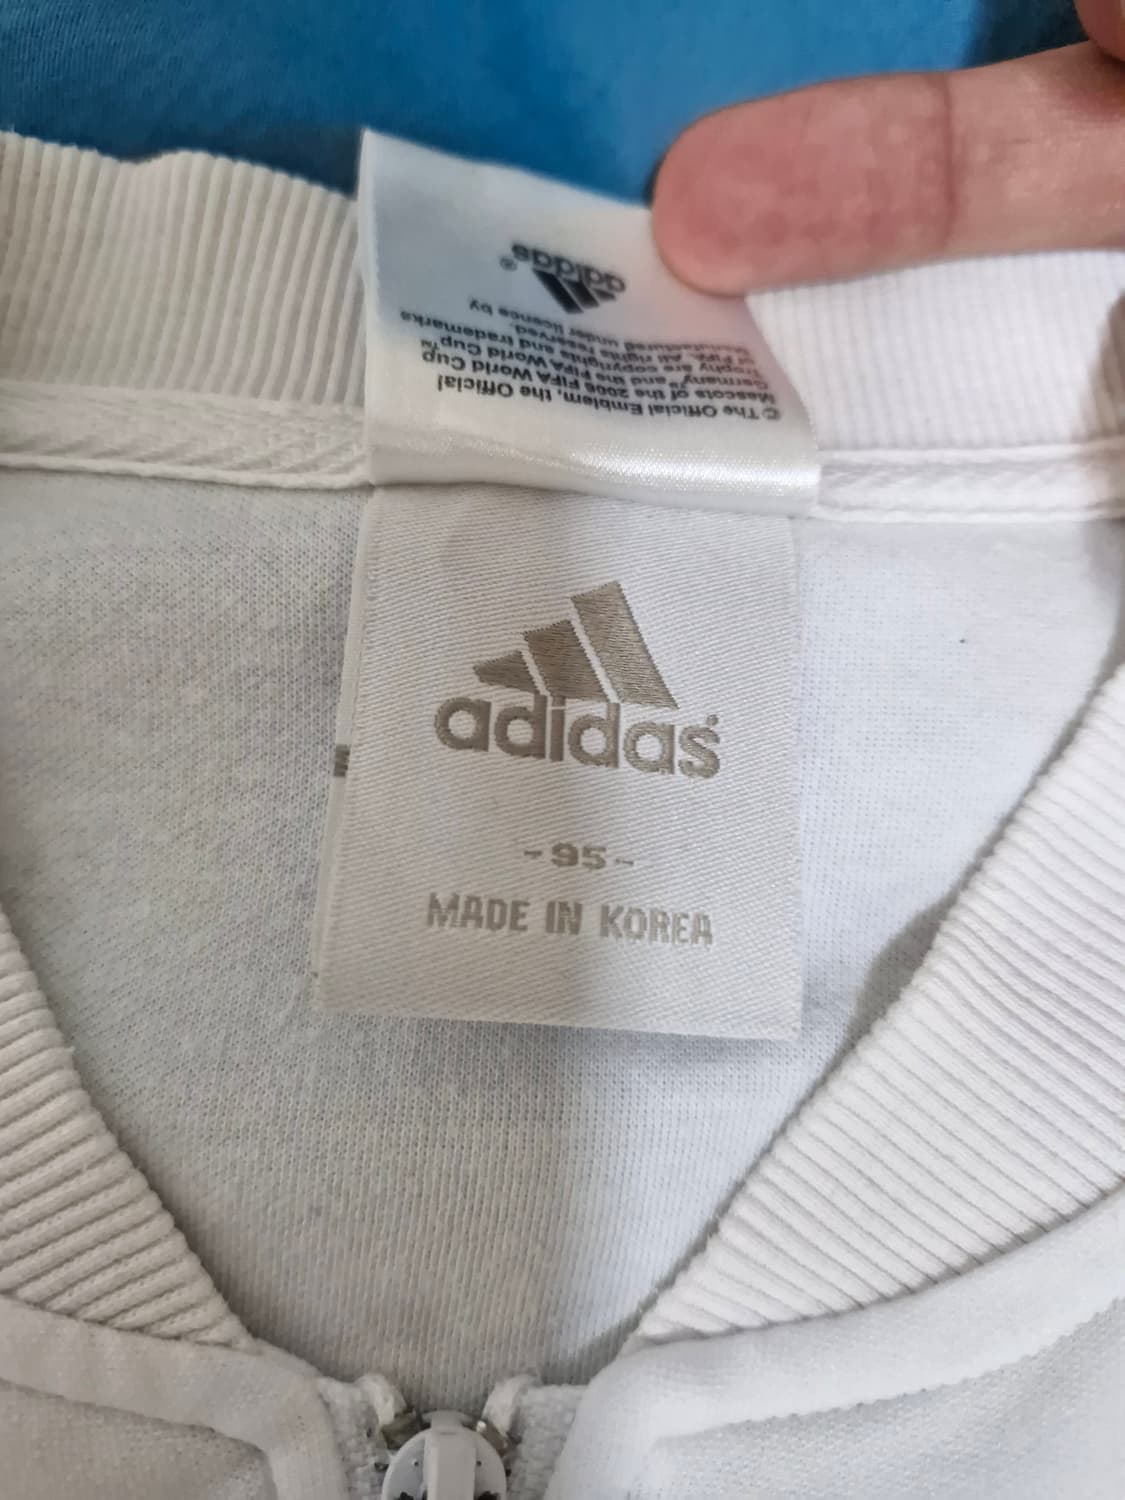 © The Official Emblem, the Official
Mascots of the 2006 FIFA World Cup
Germany™ and the FIFA World Cup™
Trophy are copyrights and trademarks
of FIFA. All rights reserved.
Manufactured under licence by
adidas®
adidas
-95-
MADE IN KOREA